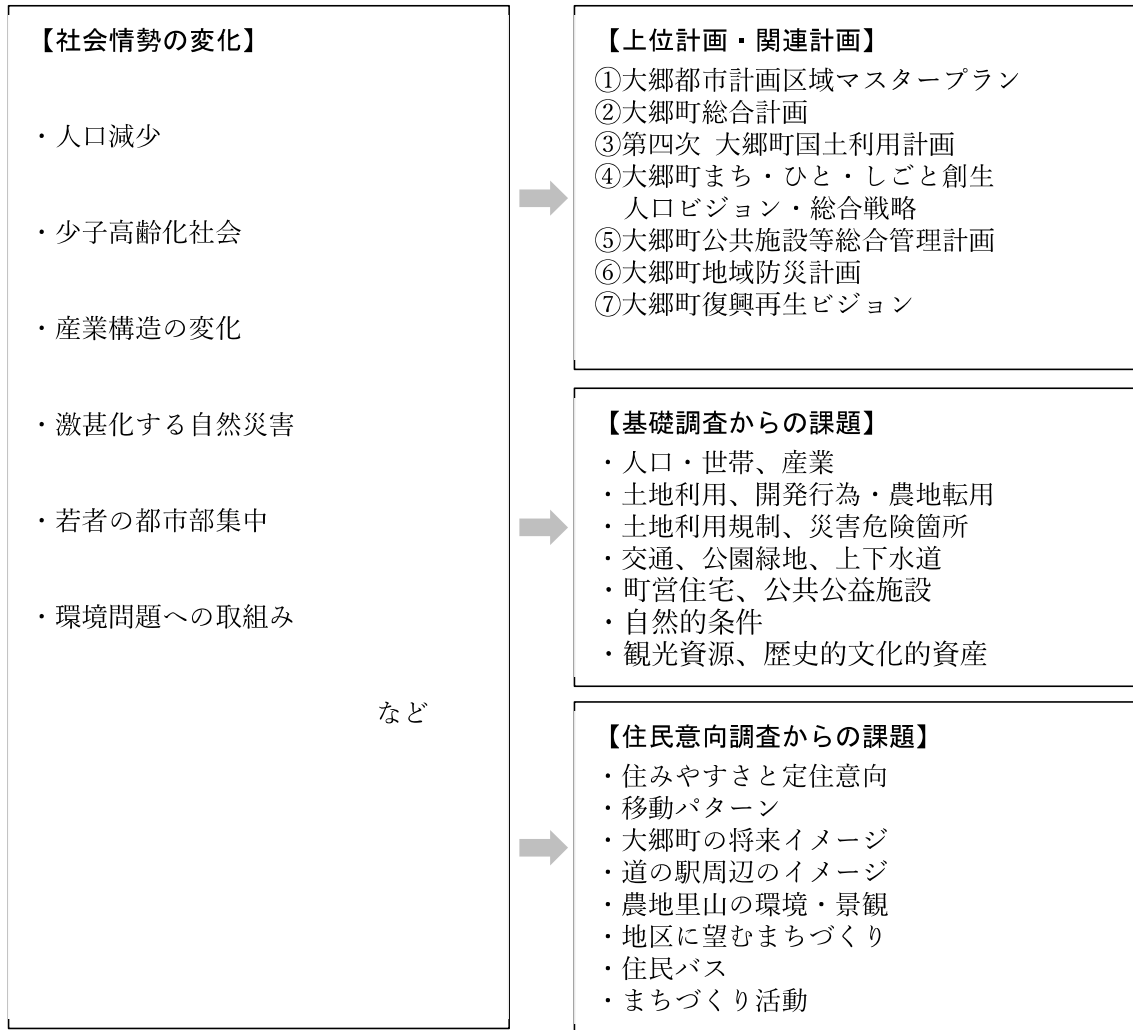 【社会情勢の変化】
・人口減少
・少子高齢化社会
・産業構造の変化
・激甚化する自然災害
・若者の都市部集中
・環境問題への取組み
など
【上位計画・関連計画】
①大郷都市計画区域マスタープラン
②大郷町総合計画
③第四次 大郷町国土利用計画
④大郷町まち・ひと・しごと創生
人口ビジョン・総合戦略
⑤大郷町公共施設等総合管理計画
⑥大郷町地域防災計画
⑦大郷町復興再生ビジョン
【基礎調査からの課題】
・人口・世帯、産業
・土地利用、開発行為・農地転用
・土地利用規制、災害危険箇所
・交通、公園緑地、上下水道
・町営住宅、公共公益施設
・自然的条件
・観光資源、歴史的文化的資産
【住民意向調査からの課題】
・住みやすさと定住意向
・移動パターン
・大郷町の将来イメージ
・道の駅周辺のイメージ
・農地里山の環境・景観
・地区に望むまちづくり
・住民バス
・まちづくり活動